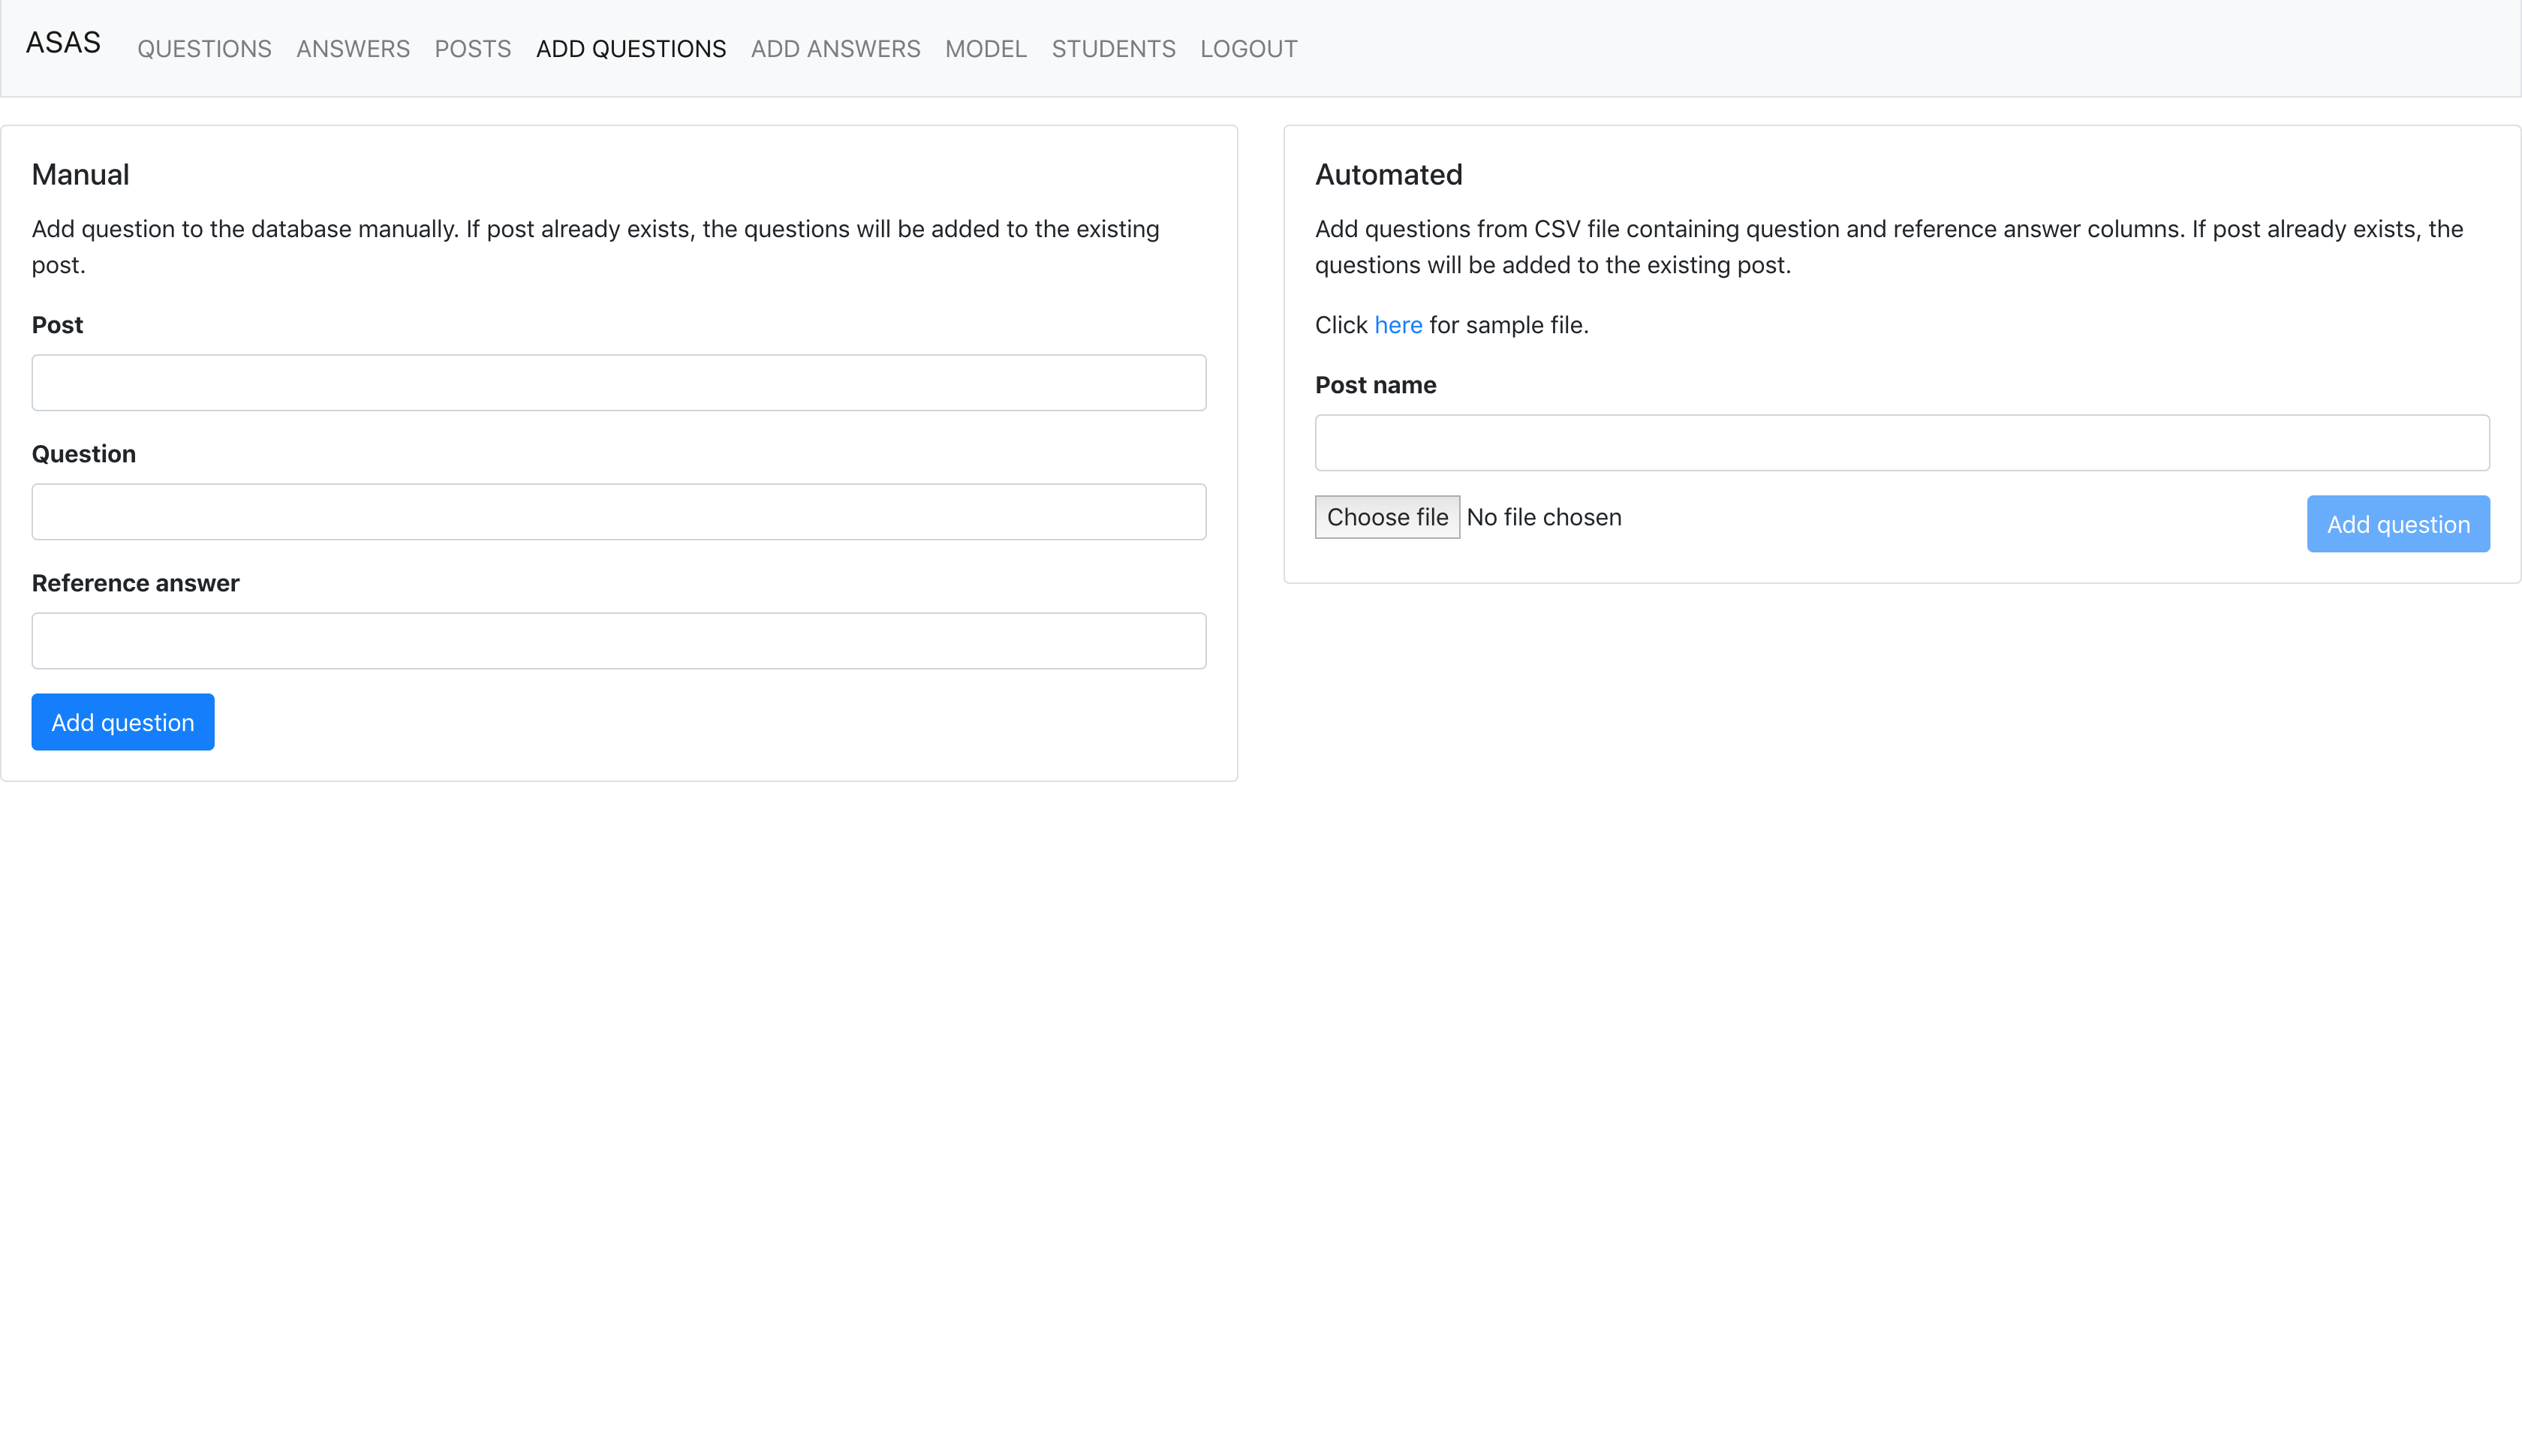 ASAS QUESTIONS ANSWERS POSTS ADD QUESTIONS ADD ANSWERS MODEL STUDENTS LOGOUT
Manual
Add question to the database manually. If post already exists, the questions will be added to the existing
post.
Post
Question
Reference answer
Add question
Automated
Add questions from CSV file containing question and reference answer columns. If post already exists, the
questions will be added to the existing post.
Click here for sample file.
Post name
Choose file No file chosen
Add question